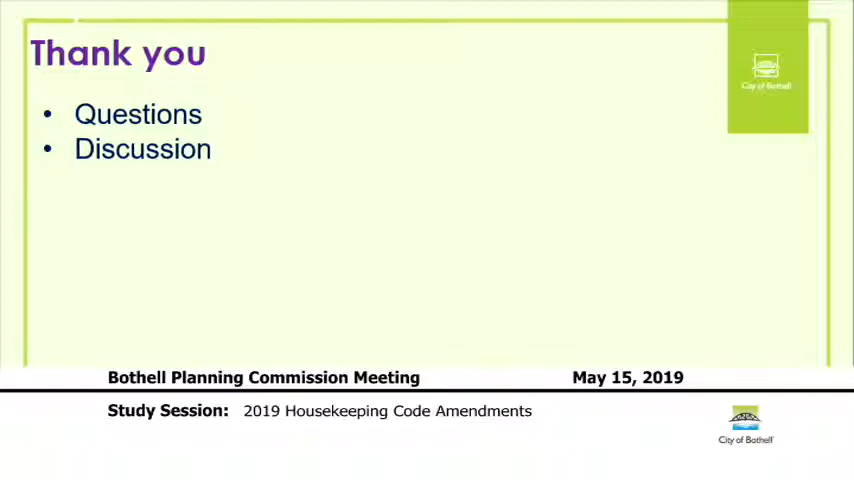 Thank you
City of Bothell
• Questions
• Discussion
Bothell Planning Commission Meeting May 15, 2019
Study Session: 2019 Housekeeping Code Amendments
City of Bothell